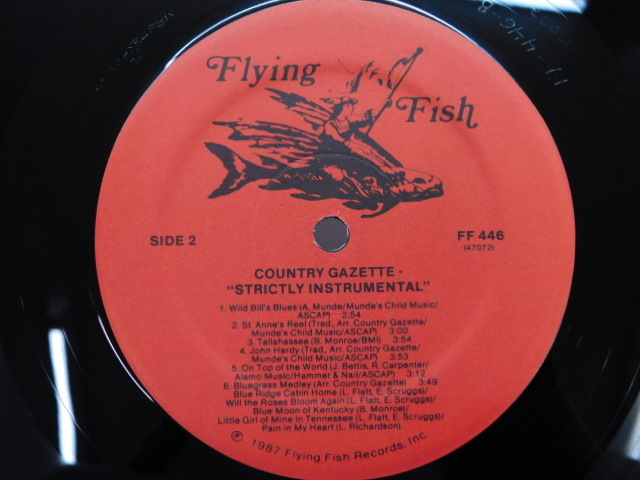 Flying
Fish
SIDE 2
FF 446
(47072)
COUNTRY GAZETTE -
"STRICTLY INSTRUMENTAL"
1. Wild Bill's Blues (A. Munde/Munde's Child Music/
ASCAP) 2:54
2. St. Anne's Reel (Trad., Arr. Country Gazette/
Munde's Child Music/ASCAP) 3:00
3. Tallahassee (B. Monroe/BMI) 3:54
4. John Hardy (Trad., Arr. Country Gazette/
Munde's Child Music/ASCAP) 3:53
5. On Top of the World (J. Bettis, R. Carpenter/
Alamo Music/Hammer & Nail/ASCAP) 3:12
6. Bluegrass Medley (Arr. Country Gazette) 3:49
Blue Ridge Cabin Home (L. Flatt, E. Scruggs)/
Will the Roses Bloom Again (L. Flatt, E. Scruggs)/
Blue Moon of Kentucky (B. Monroe)/
Little Girl of Mine in Tennessee (L. Flatt, E. Scruggs)/
Pain in My Heart (L. Richardson)
℗ 1987 Flying Fish Records, Inc.